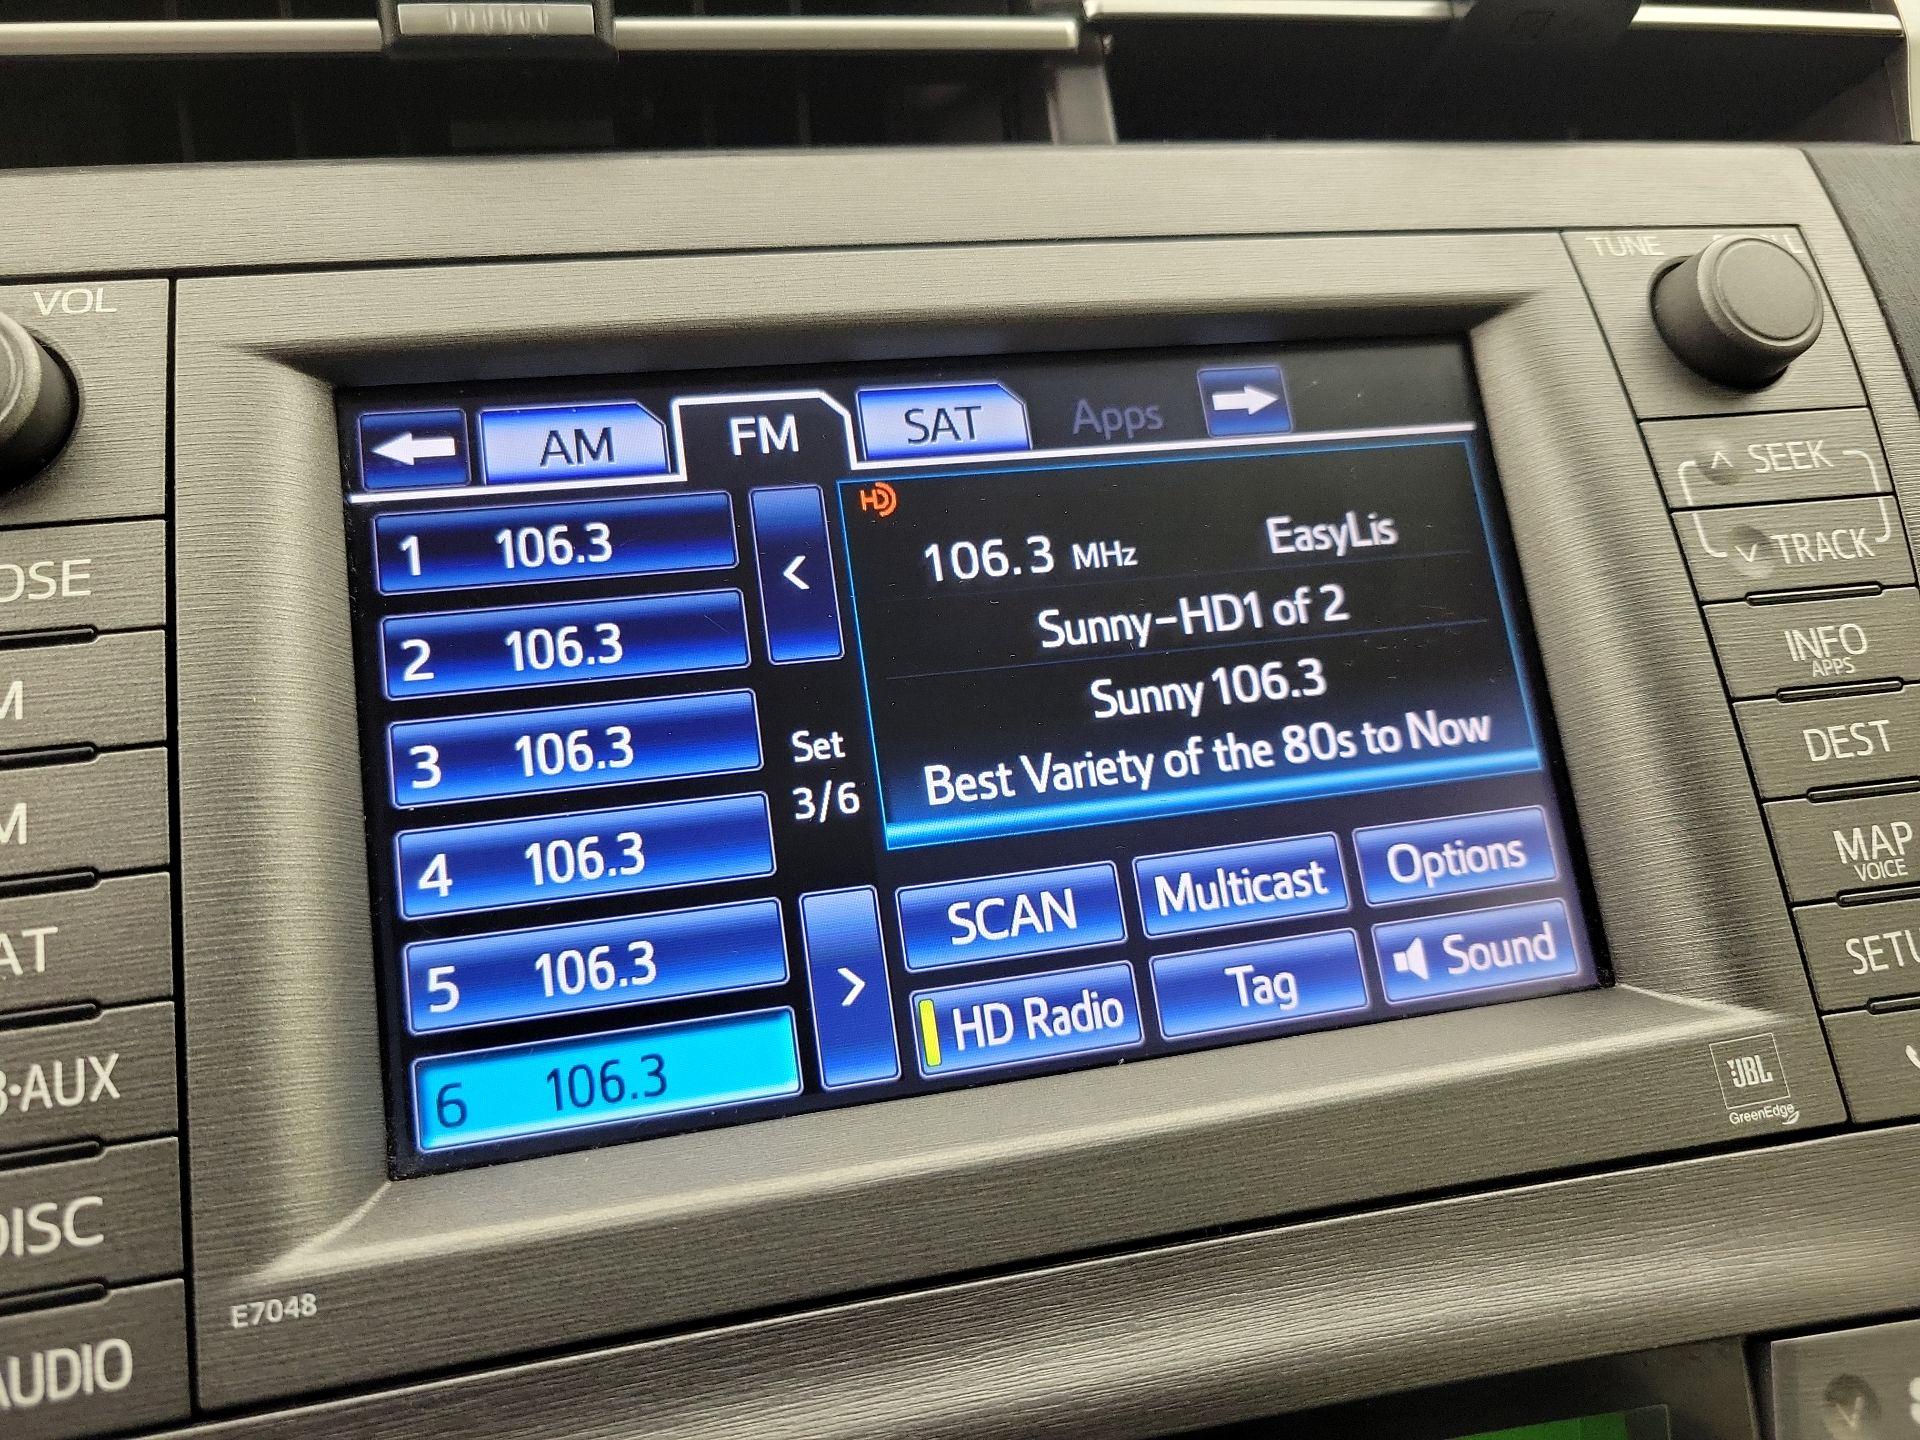 VOL
TUNE
AM
FM
SAT
Apps
HD
1 106.3
2 106.3
3 106.3
4 106.3
5 106.3
6 106.3
<
Set
3/6
>
106.3 MHz EasyLis
Sunny-HD1 of 2
Sunny 106.3
Best Variety of the 80s to Now
SCAN
Multicast
Options
HD Radio
Tag
Sound
SEEK
TRACK
INFO
APPS
DEST
MAP
VOICE
AUX
JBL
GreenEdge
E7048